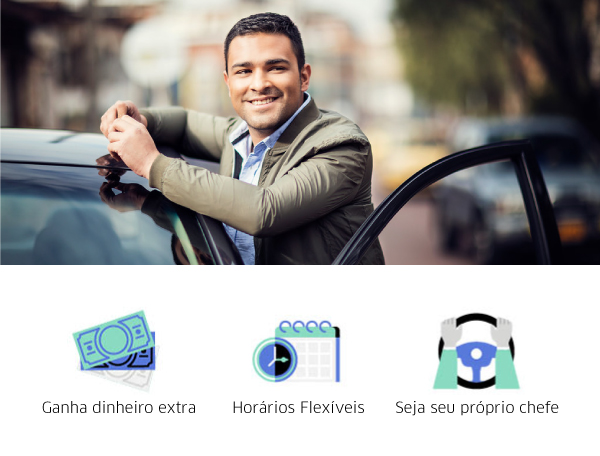 Ganha dinheiro extra
Horários Flexíveis
Seja seu próprio chefe